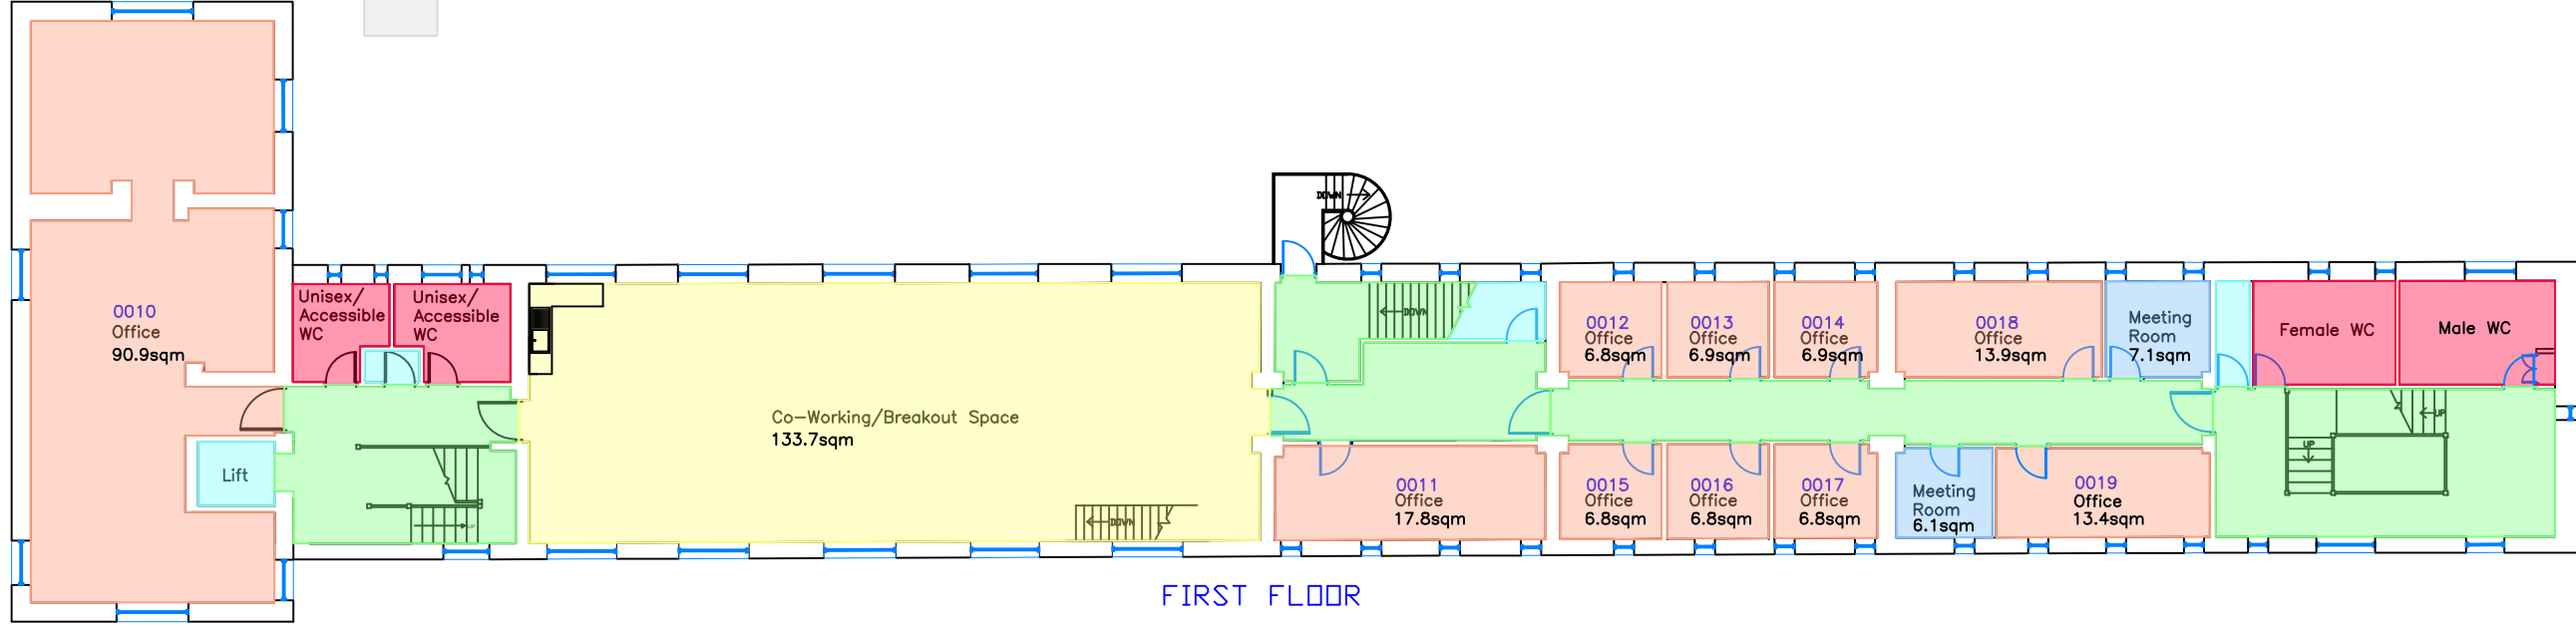 DOWN
0010
Office
90.9sqm
Unisex/
Accessible
WC
Unisex/
Accessible
WC
Lift
UP
Co-Working/Breakout Space
133.7sqm
DOWN
DOWN
0011
Office
17.8sqm
0012
Office
6.8sqm
0013
Office
6.9sqm
0014
Office
6.9sqm
0015
Office
6.8sqm
0016
Office
6.8sqm
0017
Office
6.8sqm
0018
Office
13.9sqm
Meeting
Room
7.1sqm
Meeting
Room
6.1sqm
0019
Office
13.4sqm
Female WC
Male WC
UP
UP
FIRST FLOOR